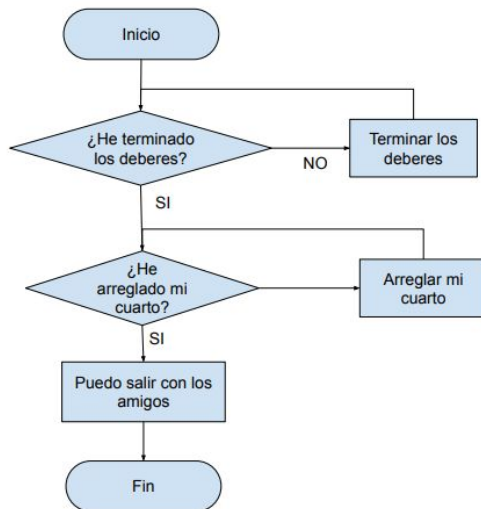 Inicio
¿He terminado
los deberes?
NO
Terminar los
deberes
SI
¿He
arreglado mi
cuarto?
Arreglar mi
cuarto
SI
Puedo salir con los
amigos
Fin